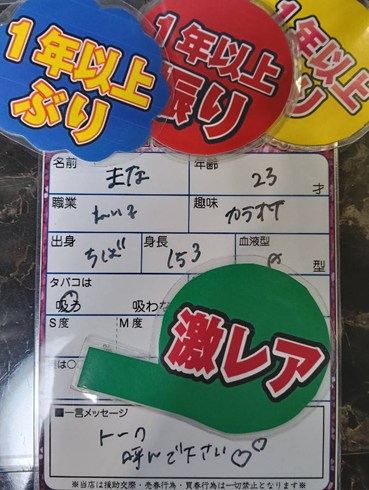 1年以上
ぶり
1年以上
振り
1年以上
名前 まな 年齢 23 才
職業 趣味 カラオケ
出身 ちば 身長 153 血液型 型
タバコは
吸う 吸わな
S度 M度
は○
激レア
■一言メッセージ
トーク
呼んで下さい♡♡
※当店は援助交際・売春行為・買春行為は一切禁止となります※